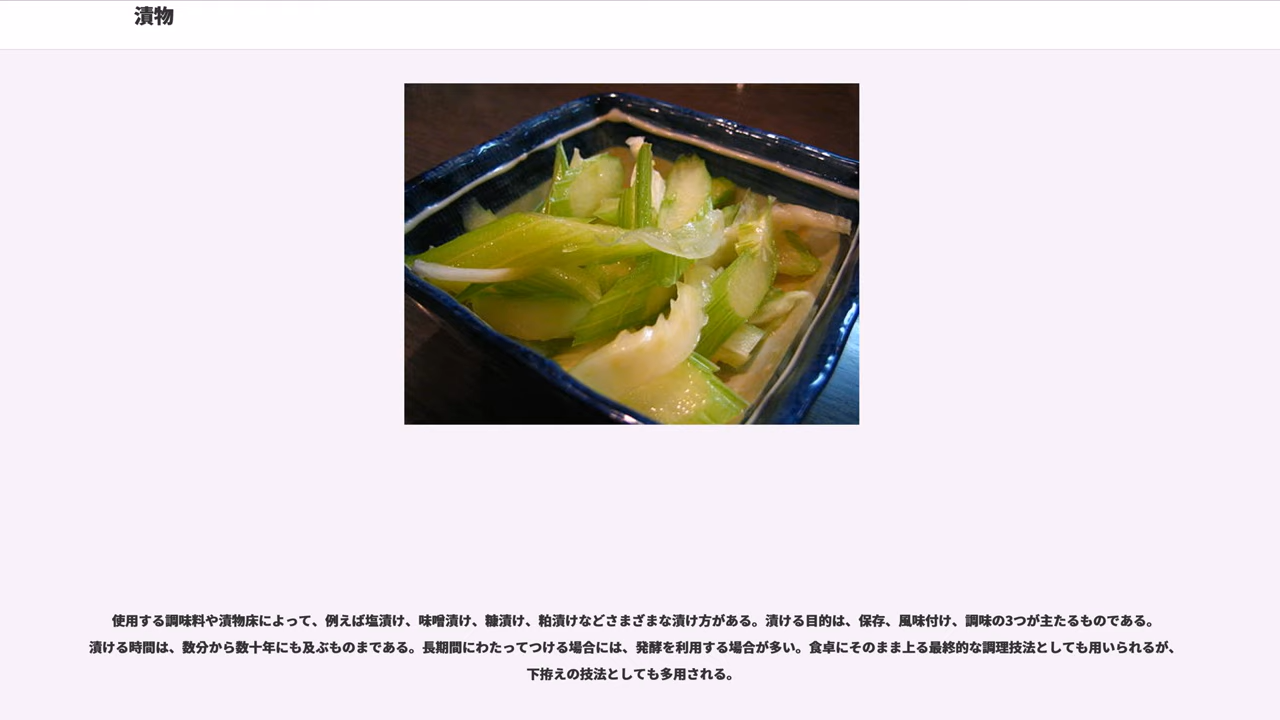 漬物
使用する調味料や漬物床によって、例えば塩漬け、味噌漬け、糠漬け、粕漬けなどさまざまな漬け方がある。漬ける目的は、保存、風味付け、調味の3つが主たるものである。
漬ける時間は、数分から数十年にも及ぶものまである。長期間にわたってつける場合には、発酵を利用する場合が多い。食卓にそのまま上る最終的な調理技法としても用いられるが、
下拵えの技法としても多用される。